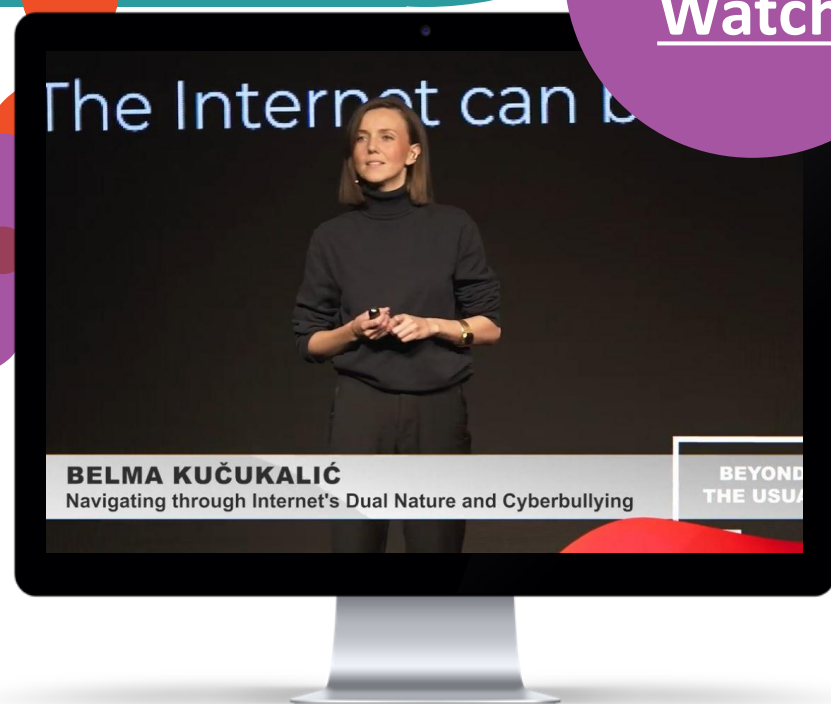 Watch
The Internet can b
BELMA KUČUKALIĆ
Navigating through Internet's Dual Nature and Cyberbullying
BEYOND
THE USUA